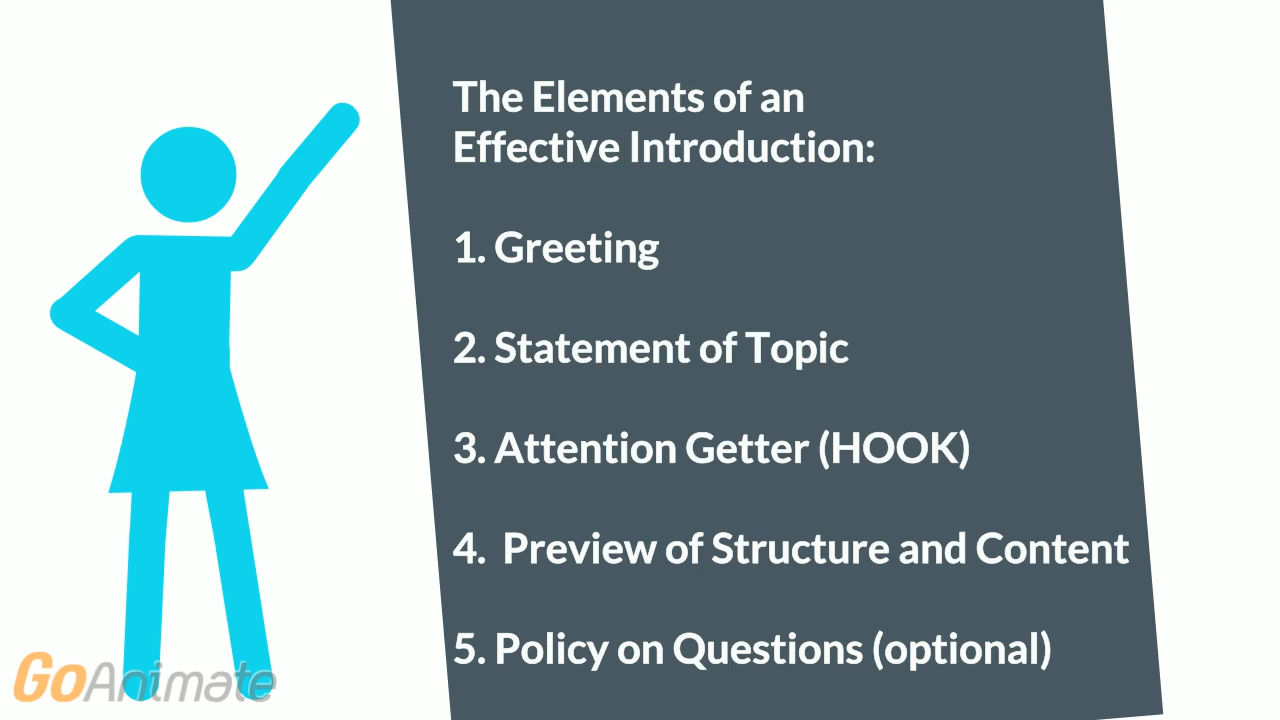 The Elements of an
Effective Introduction:
1. Greeting
2. Statement of Topic
3. Attention Getter (HOOK)
4. Preview of Structure and Content
5. Policy on Questions (optional)
GoAnimate